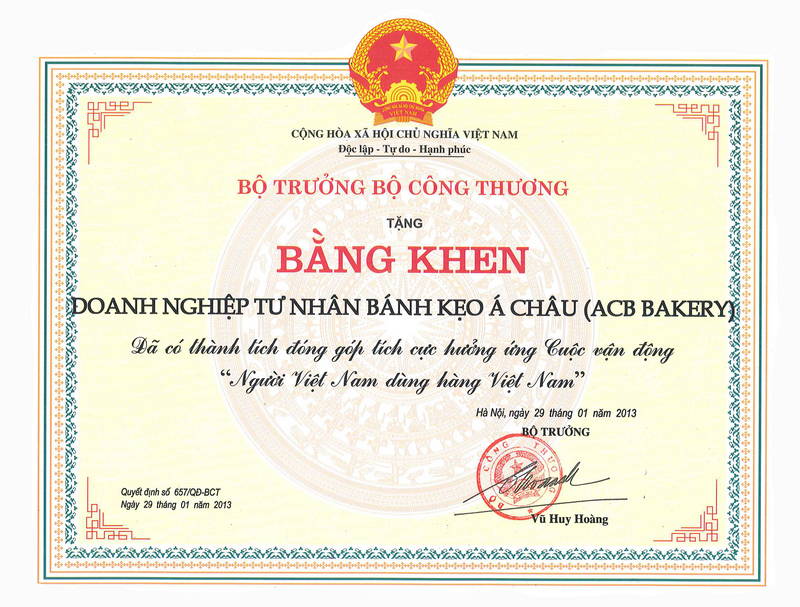 CỘNG HÒA XÃ HỘI CHỦ NGHĨA VIỆT NAM
Độc lập - Tự do - Hạnh phúc
BỘ TRƯỞNG BỘ CÔNG THƯƠNG
TẶNG
BẰNG KHEN
DOANH NGHIỆP TƯ NHÂN BÁNH KẸO Á CHÂU (ACB BAKERY)
Đã có thành tích đóng góp tích cực hưởng ứng Cuộc vận động
“Người Việt Nam dùng hàng Việt Nam”
Hà Nội, ngày 29 tháng 01 năm 2013
BỘ TRƯỞNG
BỘ CÔNG THƯƠNG
Quyết định số 657/QĐ-BCT
Ngày 29 tháng 01 năm 2013
Vũ Huy Hoàng